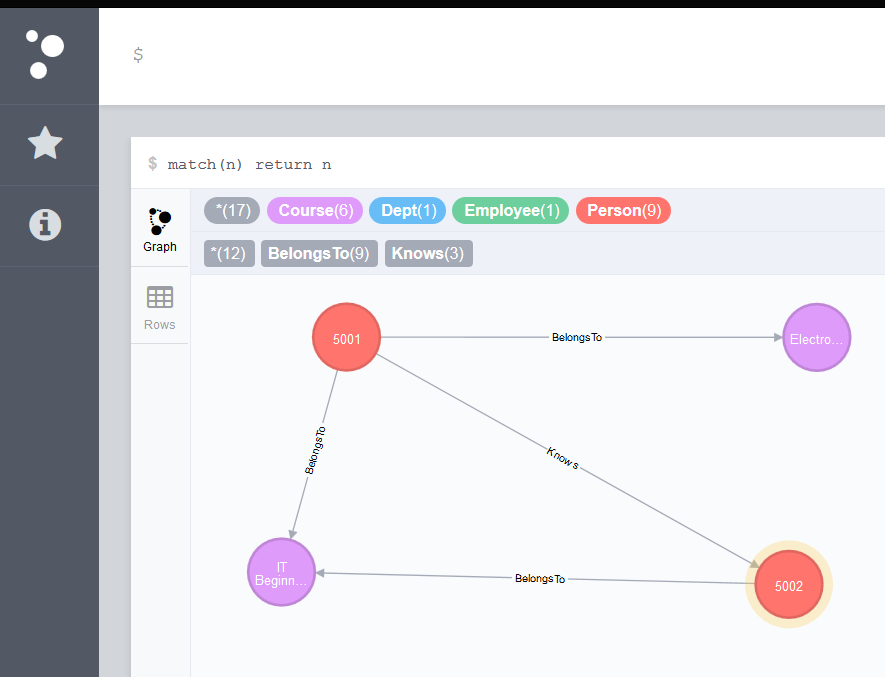 $
$ match(n) return n
*(17) Course(6) Dept(1) Employee(1) Person(9)
Graph
*(12) BelongsTo(9) Knows(3)
Rows
5001
BelongsTo
Electro...
BelongsTo
Knows
IT
Beginn...
BelongsTo
5002